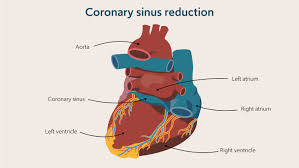 Coronary sinus reduction
Aorta
Left atrium
Coronary sinus
Right atrium
Left ventricle
Right ventricle